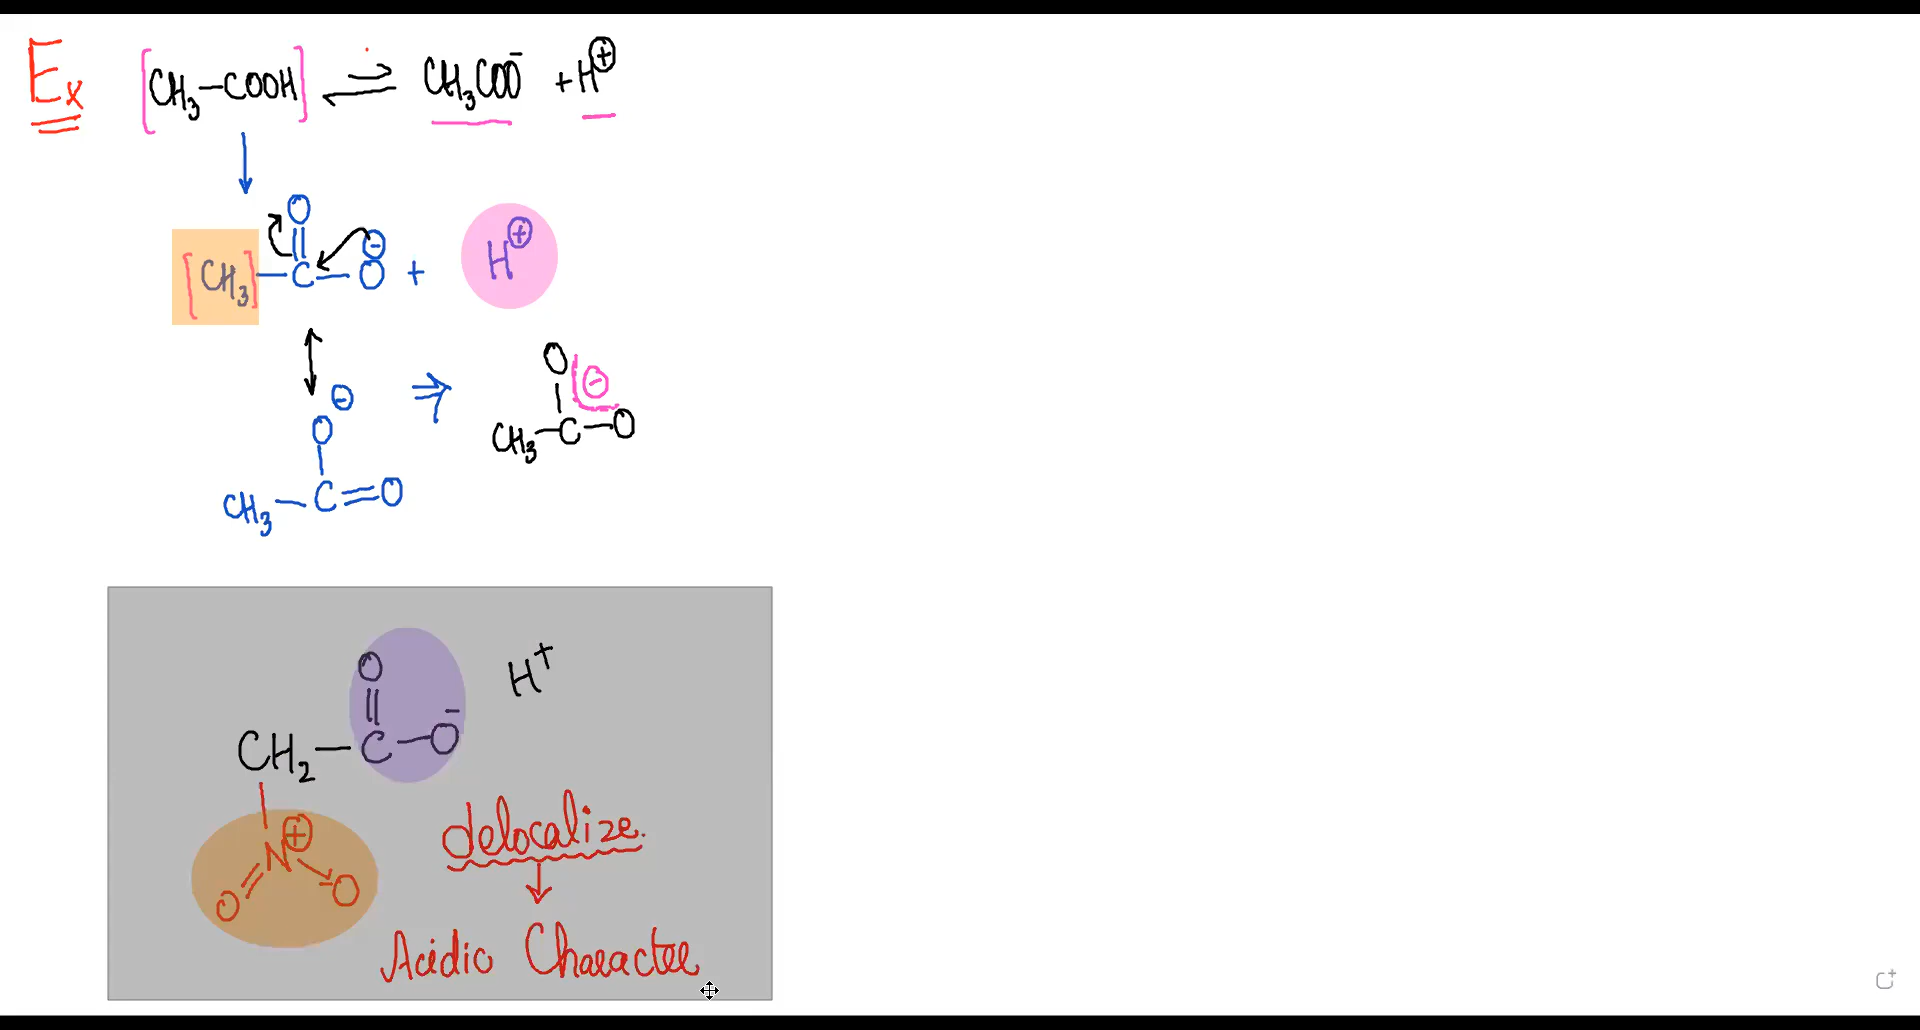 Ex [CH₃–COOH] ⇌ CH₃COO⁻ + H⊕
O
[CH₃]–C–O⊖ + H⊕
O⊖ ⇒ O ⊖
CH₃–C–O
CH₃–C=O
O H⁺
CH₂–C–O⁻
N⊕ delocalize.
O O
Acidic Character